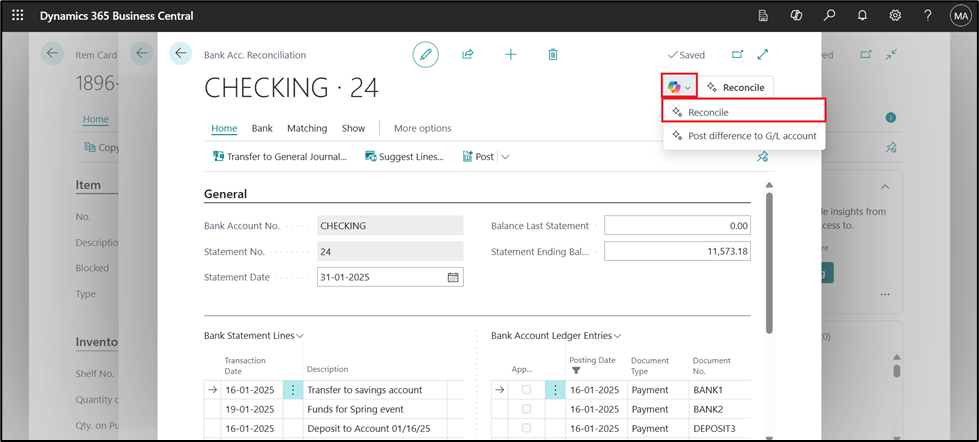 Dynamics 365 Business Central
MA
Item Card
1896-
Home
Copy
Item
No.
Descriptio
Blocked
Type
Invento
Shelf No.
Quantity o
Qty. on Pu
Bank Acc. Reconciliation
Saved
CHECKING · 24
Reconcile
Reconcile
Post difference to G/L account
Home Bank Matching Show More options
Transfer to General Journal... Suggest Lines... Post
General
Bank Account No. CHECKING
Statement No. 24
Statement Date 31-01-2025
Balance Last Statement 0.00
Statement Ending Bal... 11,573.18
Bank Statement Lines
Transaction Date Description
16-01-2025 Transfer to savings account
19-01-2025 Funds for Spring event
16-01-2025 Deposit to Account 01/16/25
Bank Account Ledger Entries
App... Posting Date Document Type Document No.
16-01-2025 Payment BANK1
16-01-2025 Payment BANK2
16-01-2025 Payment DEPOSIT3
ved
le insights from
cess to.
re
(0)